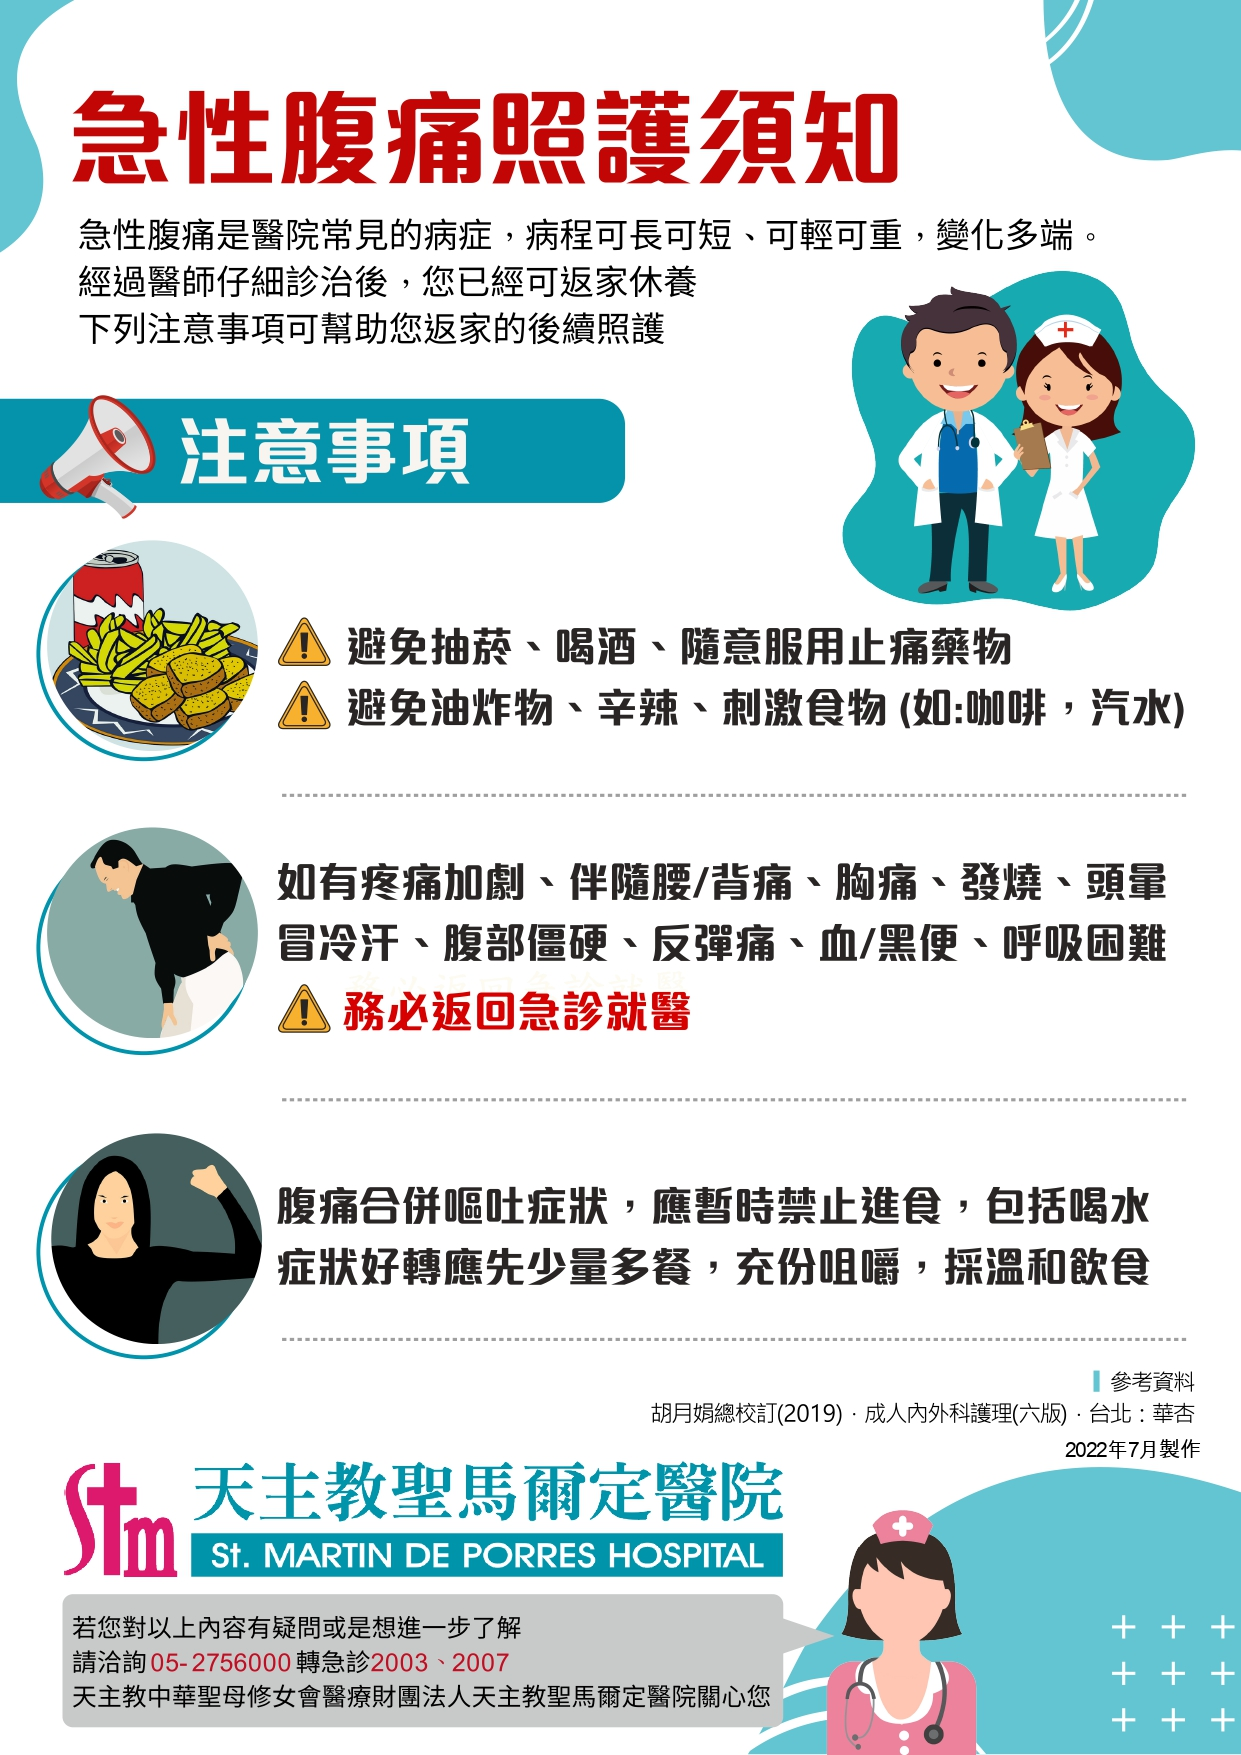 急性腹痛照護須知
急性腹痛是醫院常見的病症，病程可長可短、可輕可重，變化多端。
經過醫師仔細診治後，您已經可返家休養
下列注意事項可幫助您返家的後續照護
注意事項
避免抽菸、喝酒、隨意服用止痛藥物
避免油炸物、辛辣、刺激食物 (如:咖啡，汽水)
如有疼痛加劇、伴隨腰/背痛、胸痛、發燒、頭暈
冒冷汗、腹部僵硬、反彈痛、血/黑便、呼吸困難
務必返回急診就醫
腹痛合併嘔吐症狀，應暫時禁止進食，包括喝水
症狀好轉應先少量多餐，充份咀嚼，採溫和飲食
參考資料
胡月娟總校訂(2019)．成人內外科護理(六版)．台北：華杏
2022年7月製作
Stm
天主教聖馬爾定醫院
St. MARTIN DE PORRES HOSPITAL
若您對以上內容有疑問或是想進一步了解
請洽詢05-2756000 轉急診2003、2007
天主教中華聖母修女會醫療財團法人天主教聖馬爾定醫院關心您